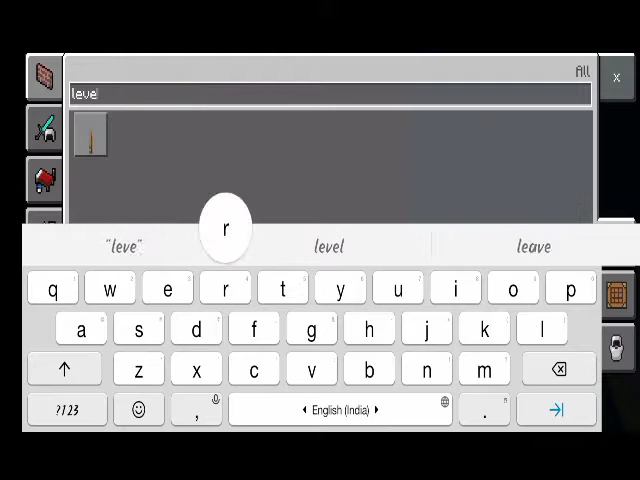 All
x
leve
r
"leve" level leave
q w e r t y u i o p
a s d f g h j k l
z x c v b n m
?123 , English (India) .